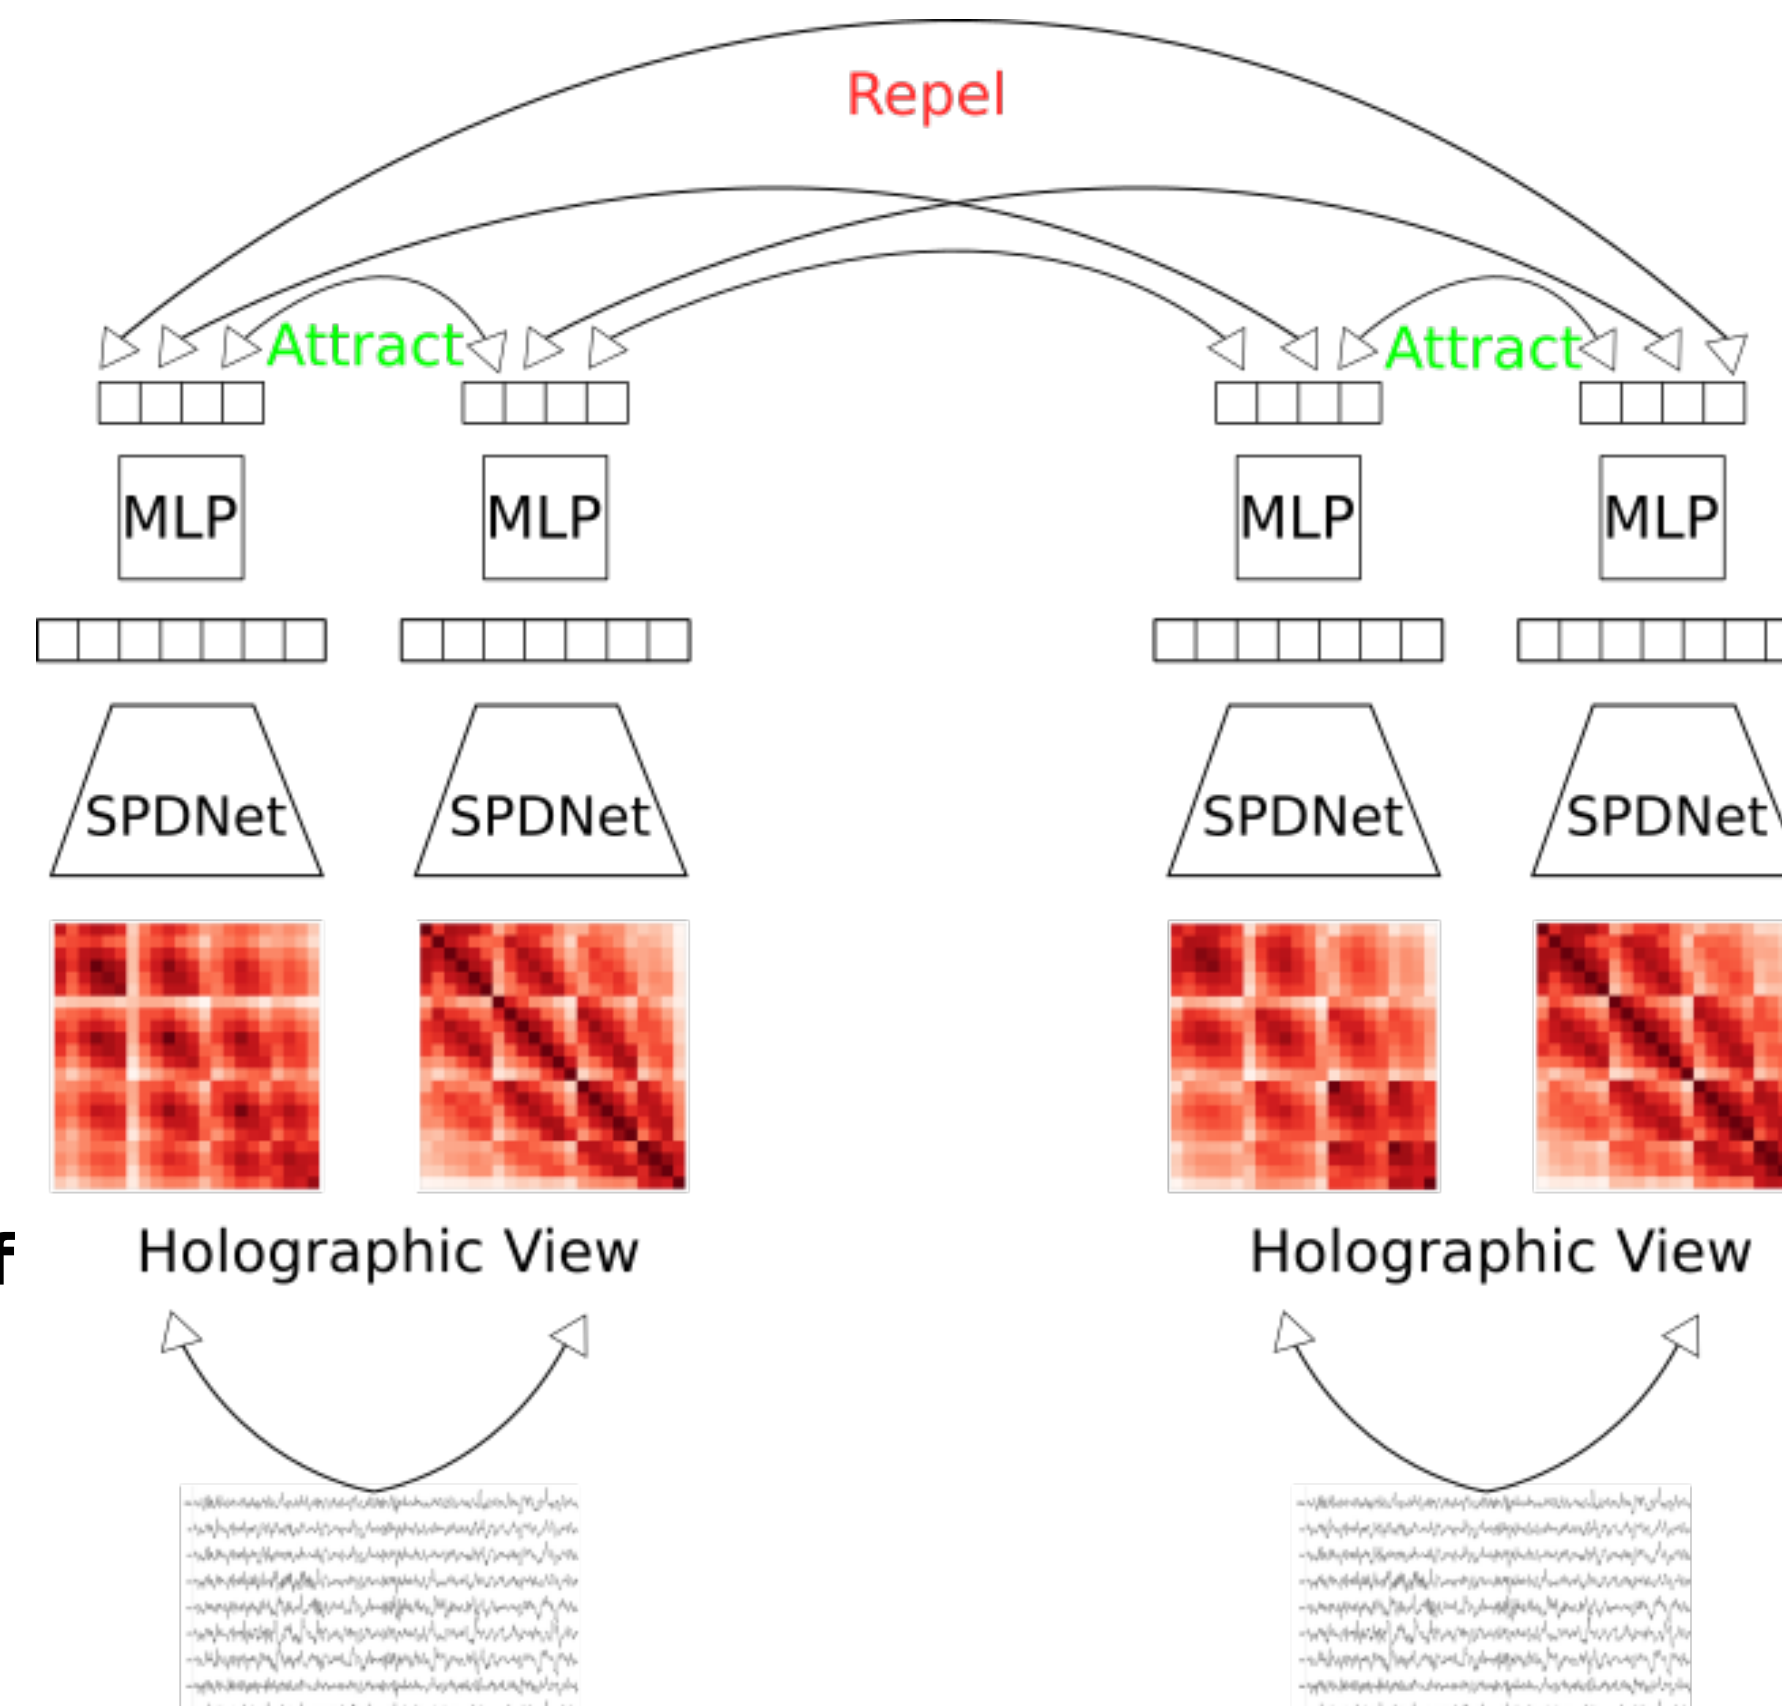 Repel
Attract Attract
MLP MLP MLP MLP
SPDNet SPDNet SPDNet SPDNet
f Holographic View Holographic View